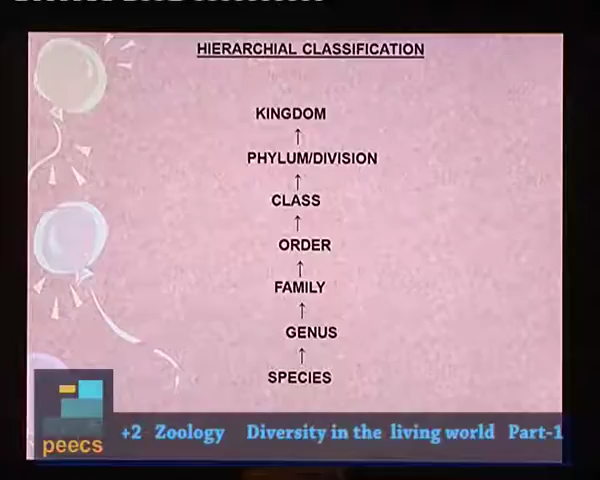 HIERARCHIAL CLASSIFICATION
KINGDOM
↑
PHYLUM/DIVISION
↑
CLASS
↑
ORDER
↑
FAMILY
↑
GENUS
↑
SPECIES
peecs
+2 Zoology Diversity in the living world Part-1